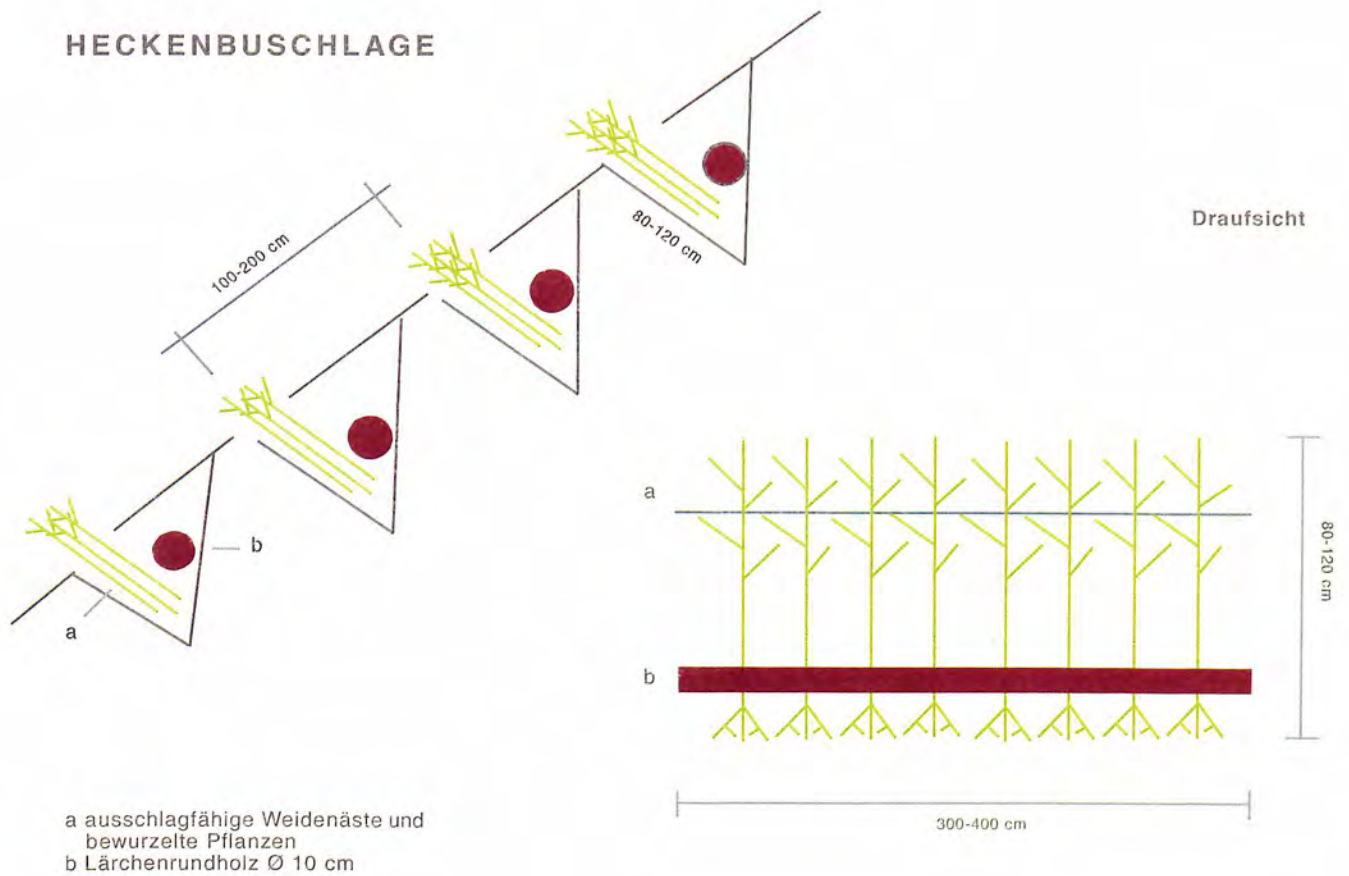 HECKENBUSCHLAGE
100-200 cm
80-120 cm
Draufsicht
b
a
a
b
80-120 cm
300-400 cm
a ausschlagfähige Weidenäste und
bewurzelte Pflanzen
b Lärchenrundholz Ø 10 cm